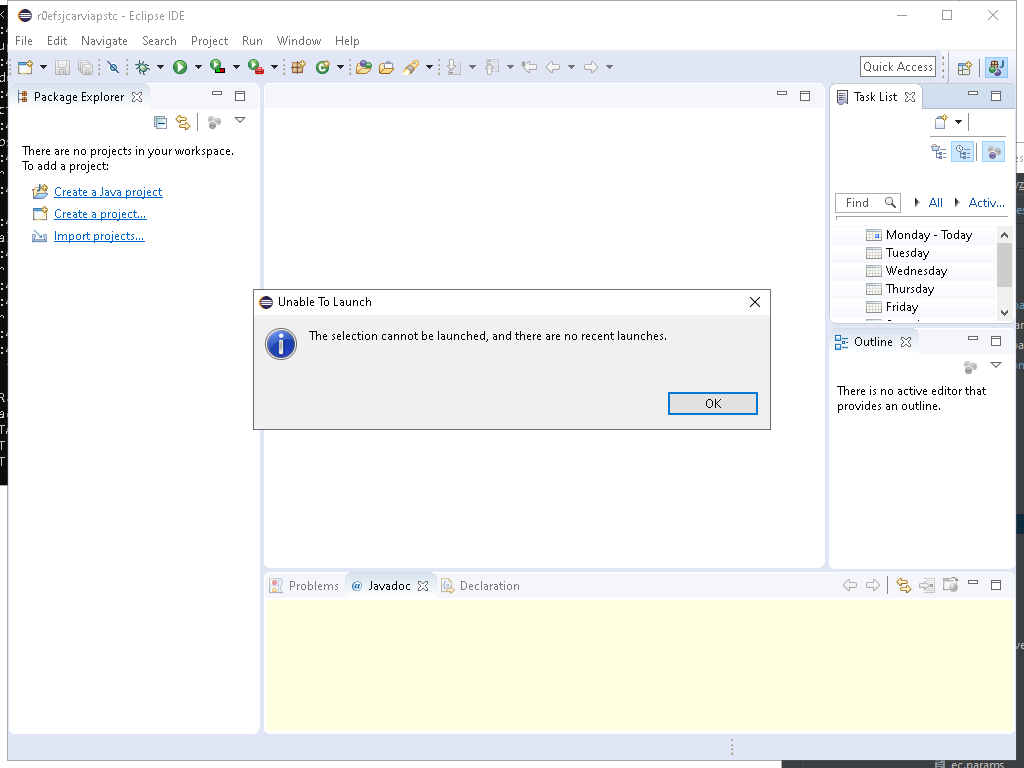 r0efsjcarviapstc - Eclipse IDE
File Edit Navigate Search Project Run Window Help
Quick Access
Package Explorer
Task List
There are no projects in your workspace.
To add a project:
Create a Java project
Create a project...
Import projects...
Find All Activ...
Monday - Today
Tuesday
Wednesday
Thursday
Friday
Unable To Launch
The selection cannot be launched, and there are no recent launches.
OK
Outline
There is no active editor that
provides an outline.
Problems @ Javadoc Declaration
ec.params